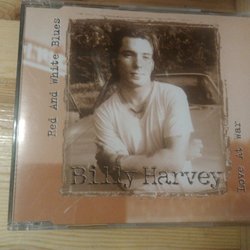 Red And White Blues
Billy Harvey
Love At War